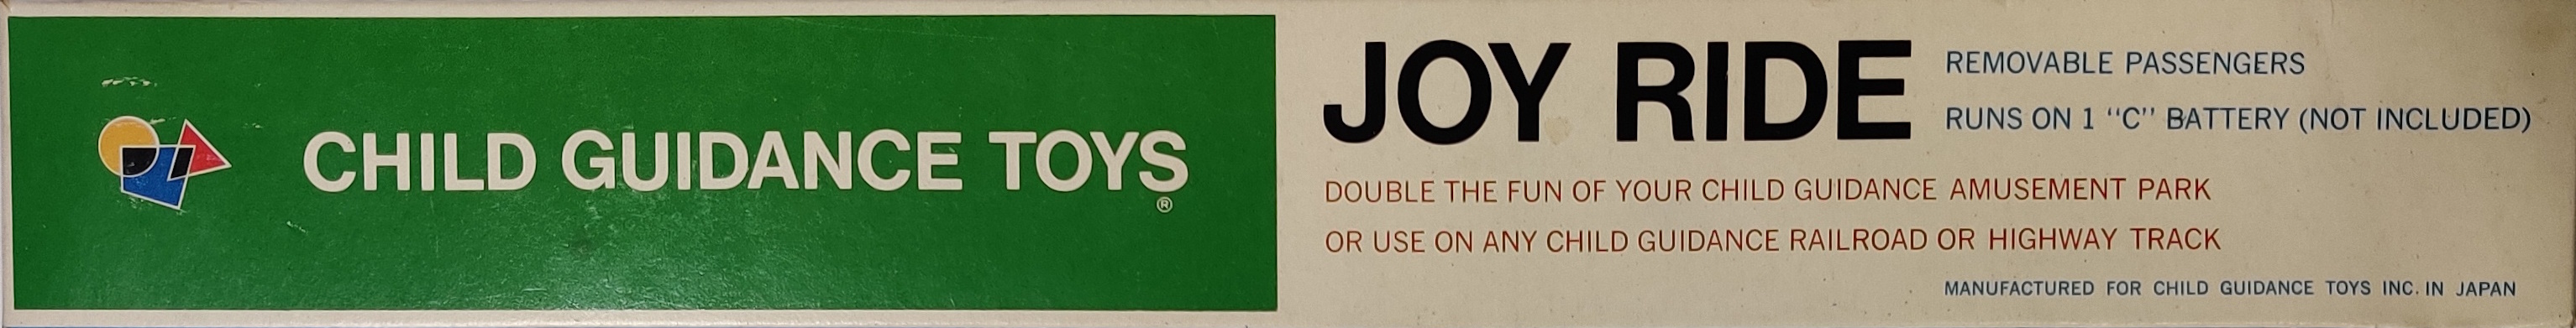 CHILD GUIDANCE TOYS
®
JOY RIDE
REMOVABLE PASSENGERS
RUNS ON 1 "C" BATTERY (NOT INCLUDED)
DOUBLE THE FUN OF YOUR CHILD GUIDANCE AMUSEMENT PARK
OR USE ON ANY CHILD GUIDANCE RAILROAD OR HIGHWAY TRACK
MANUFACTURED FOR CHILD GUIDANCE TOYS INC. IN JAPAN